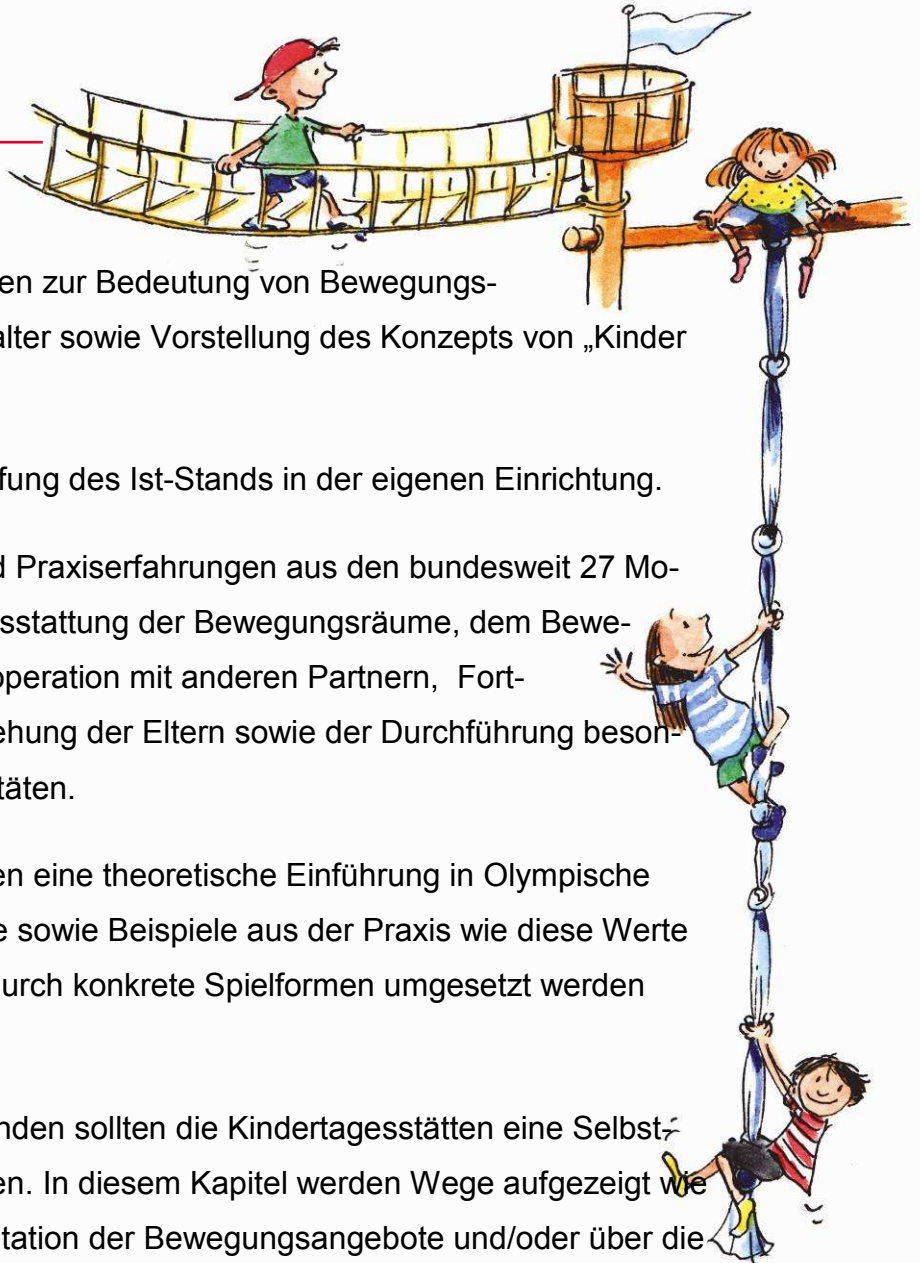 en zur Bedeutung von Bewegungs-
alter sowie Vorstellung des Konzepts von „Kinder
fung des Ist-Stands in der eigenen Einrichtung.
d Praxiserfahrungen aus den bundesweit 27 Mo-
sstattung der Bewegungsräume, dem Bewe-
operation mit anderen Partnern, Fort-
ehung der Eltern sowie der Durchführung beson-
täten.
en eine theoretische Einführung in Olympische
e sowie Beispiele aus der Praxis wie diese Werte
durch konkrete Spielformen umgesetzt werden
nden sollten die Kindertagesstätten eine Selbst-
en. In diesem Kapitel werden Wege aufgezeigt wie
tation der Bewegungsangebote und/oder über die